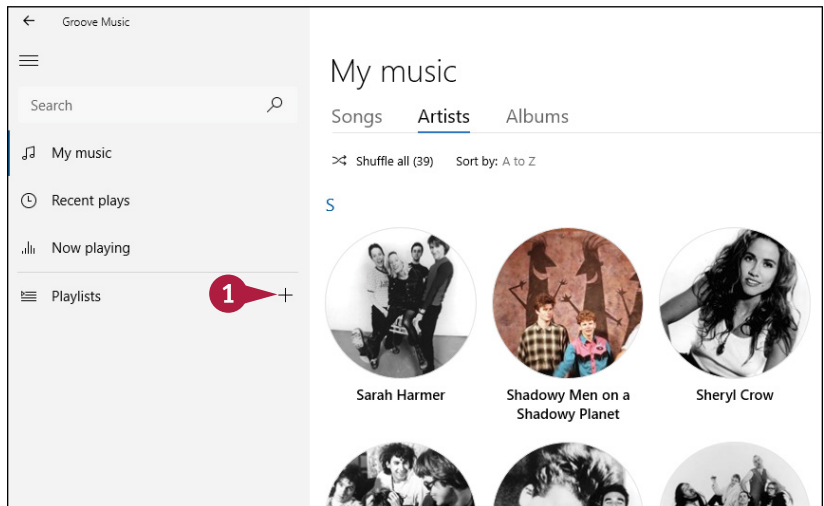 Groove Music
Search
My music
Recent plays
Now playing
Playlists
1
My music
Songs Artists Albums
Shuffle all (39) Sort by: A to Z
S
Sarah Harmer
Shadowy Men on a
Shadowy Planet
Sheryl Crow